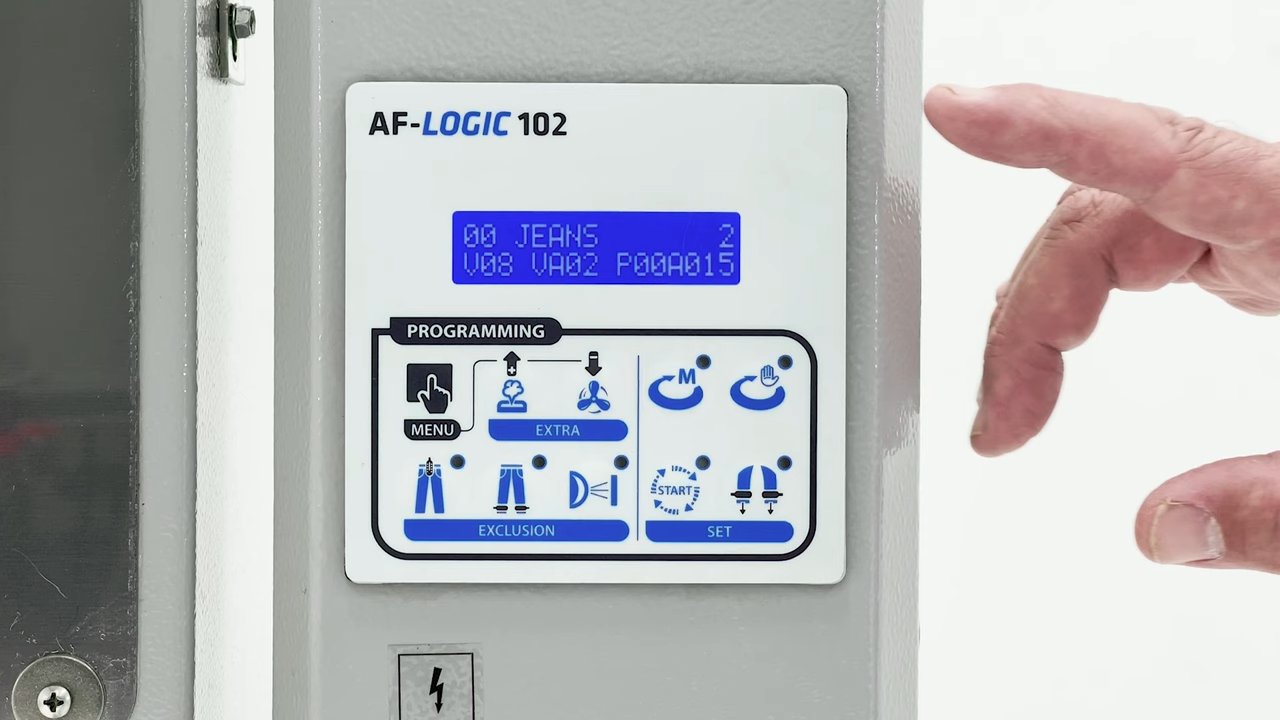 AF-LOGIC 102
00 JEANS 2
V08 VA02 P00A015
PROGRAMMING
M
MENU
EXTRA
START
EXCLUSION
SET